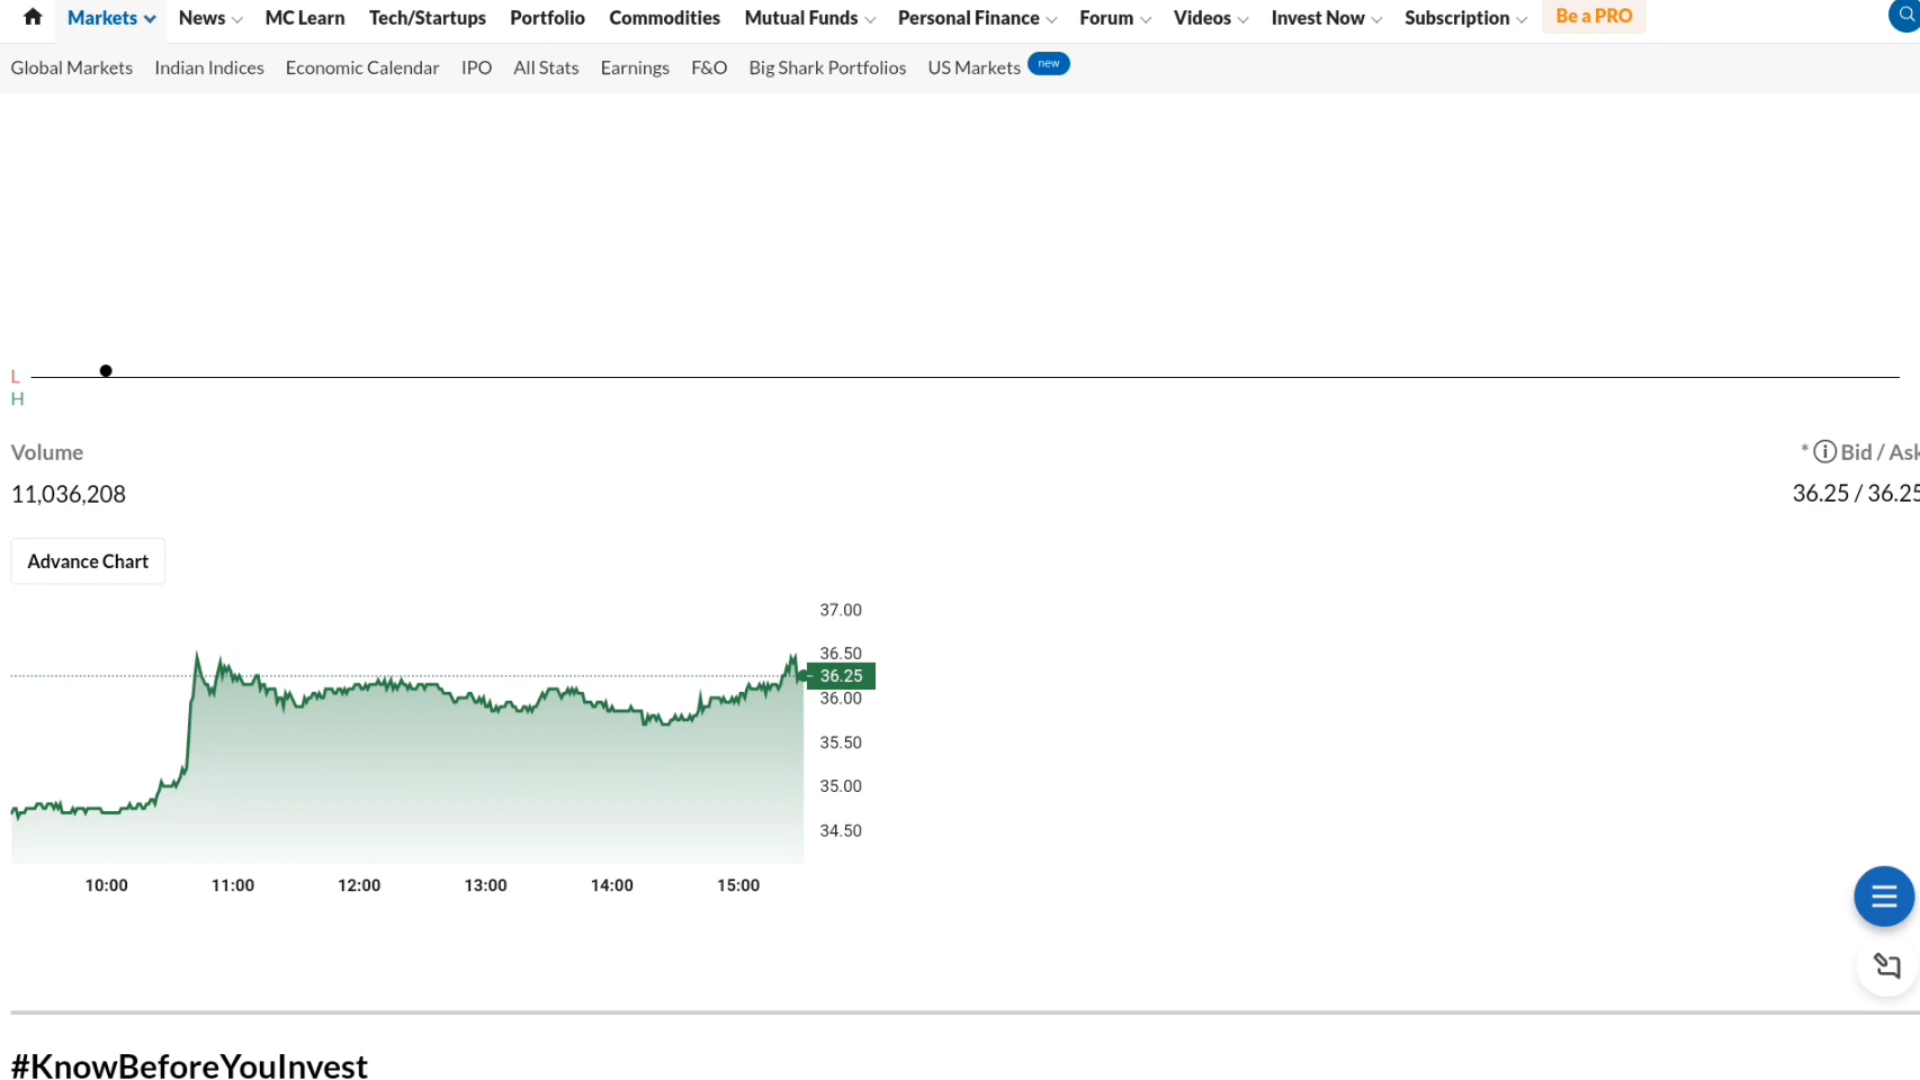 Markets News MC Learn Tech/Startups Portfolio Commodities Mutual Funds Personal Finance Forum Videos Invest Now Subscription Be a PRO
Global Markets Indian Indices Economic Calendar IPO All Stats Earnings F&O Big Shark Portfolios US Markets new
L
H
Volume * Bid / Ask
11,036,208 36.25 / 36.25
Advance Chart
37.00
36.50
36.25
36.00
35.50
35.00
34.50
10:00 11:00 12:00 13:00 14:00 15:00
#KnowBeforeYouInvest